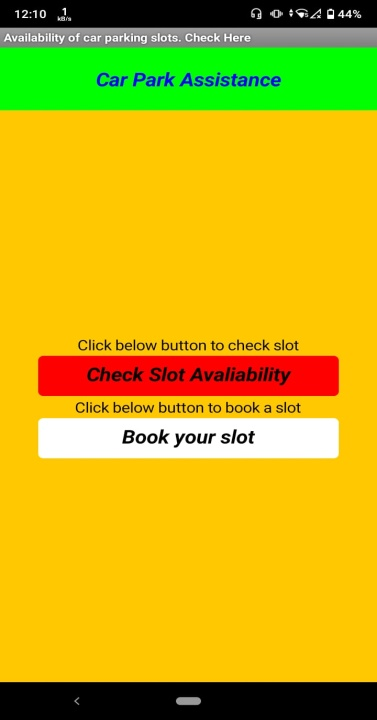 12:10 1 kB/s 44%
Availability of car parking slots. Check Here
Car Park Assistance
Click below button to check slot
Check Slot Avaliability
Click below button to book a slot
Book your slot